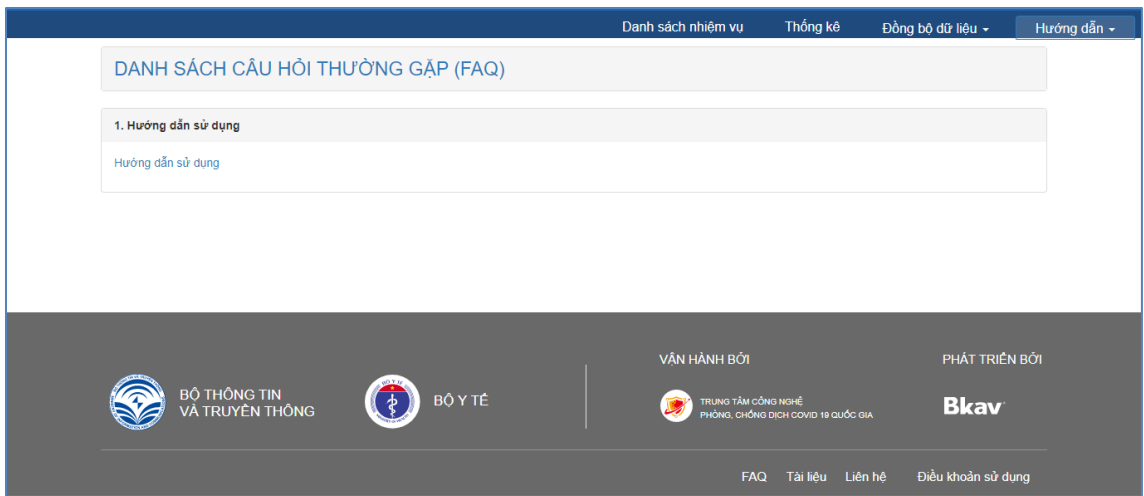 Danh sách nhiệm vụ Thống kê Đồng bộ dữ liệu Hướng dẫn
DANH SÁCH CÂU HỎI THƯỜNG GẶP (FAQ)
1. Hướng dẫn sử dụng
Hướng dẫn sử dụng
BỘ THÔNG TIN
VÀ TRUYỀN THÔNG
BỘ Y TẾ
BỘ Y TẾ
VẬN HÀNH BỞI
TRUNG TÂM CÔNG NGHỆ
PHÒNG, CHỐNG DỊCH COVID 19 QUỐC GIA
PHÁT TRIỂN BỞI
Bkav
FAQ Tài liệu Liên hệ Điều khoản sử dụng